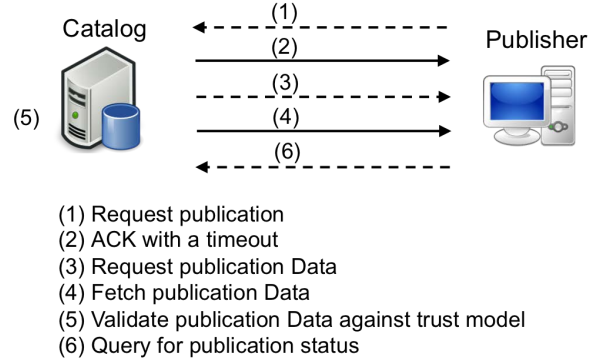 (1)
Catalog
(2)
Publisher
(3)
(5)
(4)
(6)
(1) Request publication
(2) ACK with a timeout
(3) Request publication Data
(4) Fetch publication Data
(5) Validate publication Data against trust model
(6) Query for publication status